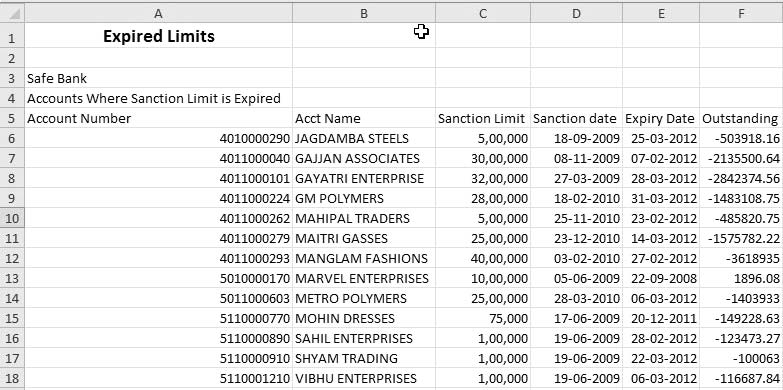 A B C D E F
1 Expired Limits
2
3 Safe Bank
4 Accounts Where Sanction Limit is Expired
5 Account Number Acct Name Sanction Limit Sanction date Expiry Date Outstanding
6 4010000290 JAGDAMBA STEELS 5,00,000 18-09-2009 25-03-2012 -503918.16
7 4011000040 GAJJAN ASSOCIATES 30,00,000 08-11-2009 07-02-2012 -2135500.64
8 4011000101 GAYATRI ENTERPRISE 32,00,000 27-03-2009 28-03-2012 -2842374.56
9 4011000224 GM POLYMERS 28,00,000 18-02-2010 31-03-2012 -1483108.75
10 4011000262 MAHIPAL TRADERS 5,00,000 25-11-2010 23-02-2012 -485820.75
11 4011000279 MAITRI GASSES 25,00,000 23-12-2010 14-03-2012 -1575782.22
12 4011000293 MANGLAM FASHIONS 40,00,000 03-02-2010 27-02-2012 -3618935
13 5010000170 MARVEL ENTERPRISES 10,00,000 05-06-2009 22-09-2008 1896.08
14 5011000603 METRO POLYMERS 25,00,000 28-03-2010 06-03-2012 -1403933
15 5110000770 MOHIN DRESSES 75,000 17-06-2009 20-12-2011 -149228.63
16 5110000890 SAHIL ENTERPRISES 1,00,000 19-06-2009 28-02-2012 -123473.27
17 5110000910 SHYAM TRADING 1,00,000 19-06-2009 22-03-2012 -100063
18 5110001210 VIBHU ENTERPRISES 1,00,000 19-06-2009 06-03-2012 -116687.84